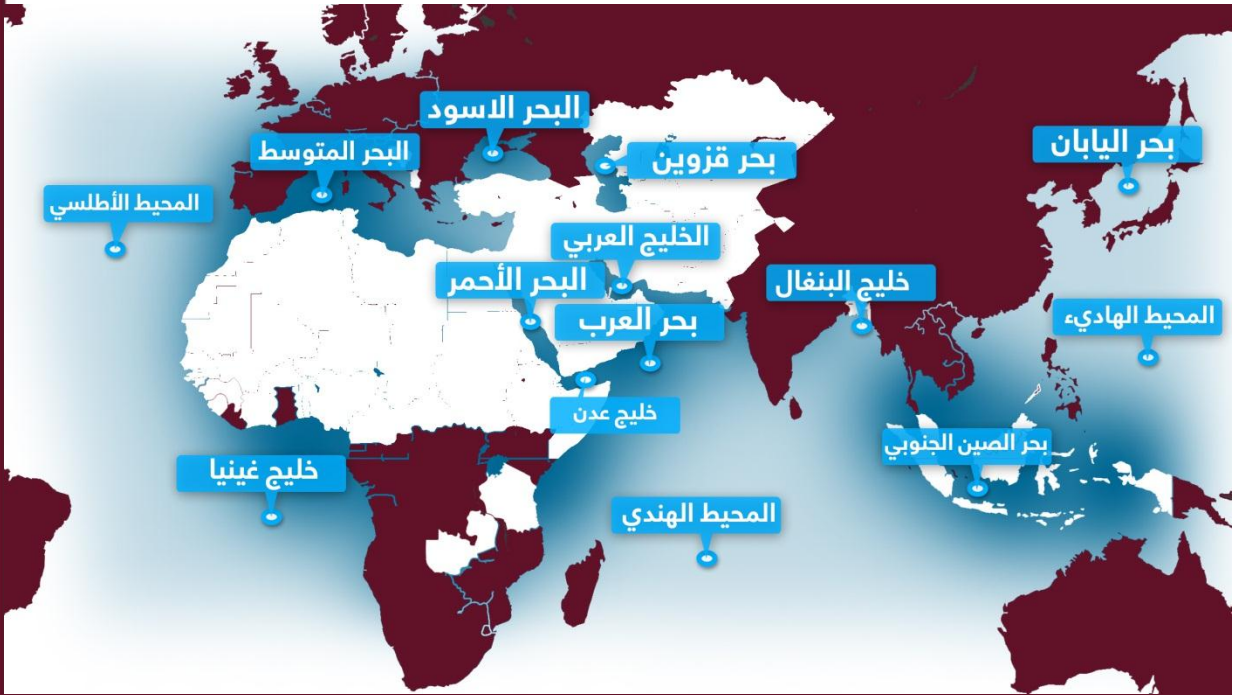 البحر الاسود
بحر اليابان
البحر المتوسط
بحر قزوين
المحيط الأطلسي
الخليج العربي
البحر الأحمر
خليج البنغال
بحر العرب
المحيط الهاديء
خليج عدن
بحر الصين الجنوبي
خليج غينيا
المحيط الهندي